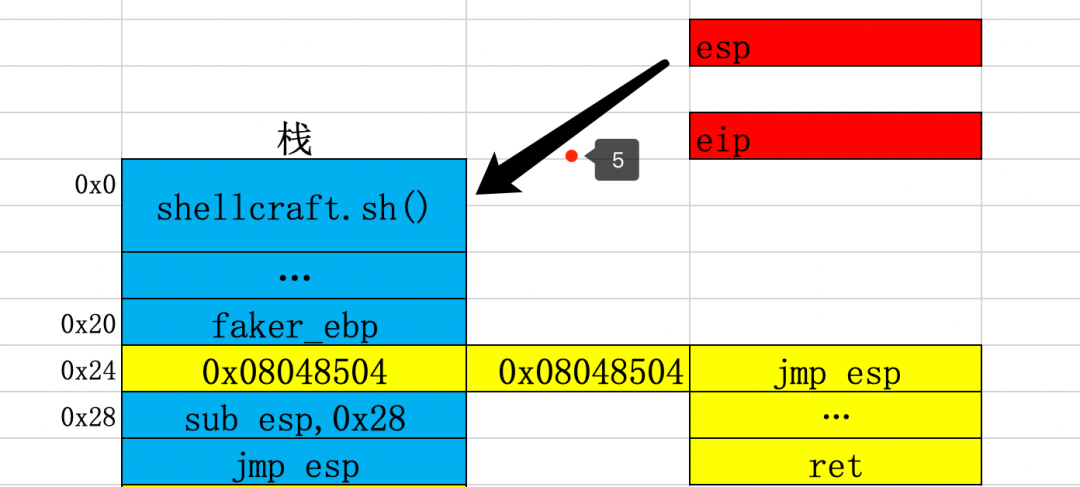 esp
eip
栈
5
0x0
shellcraft.sh()
…
0x20
faker_ebp
0x24
0x08048504
0x08048504
jmp esp
0x28
sub esp,0x28
…
jmp esp
ret